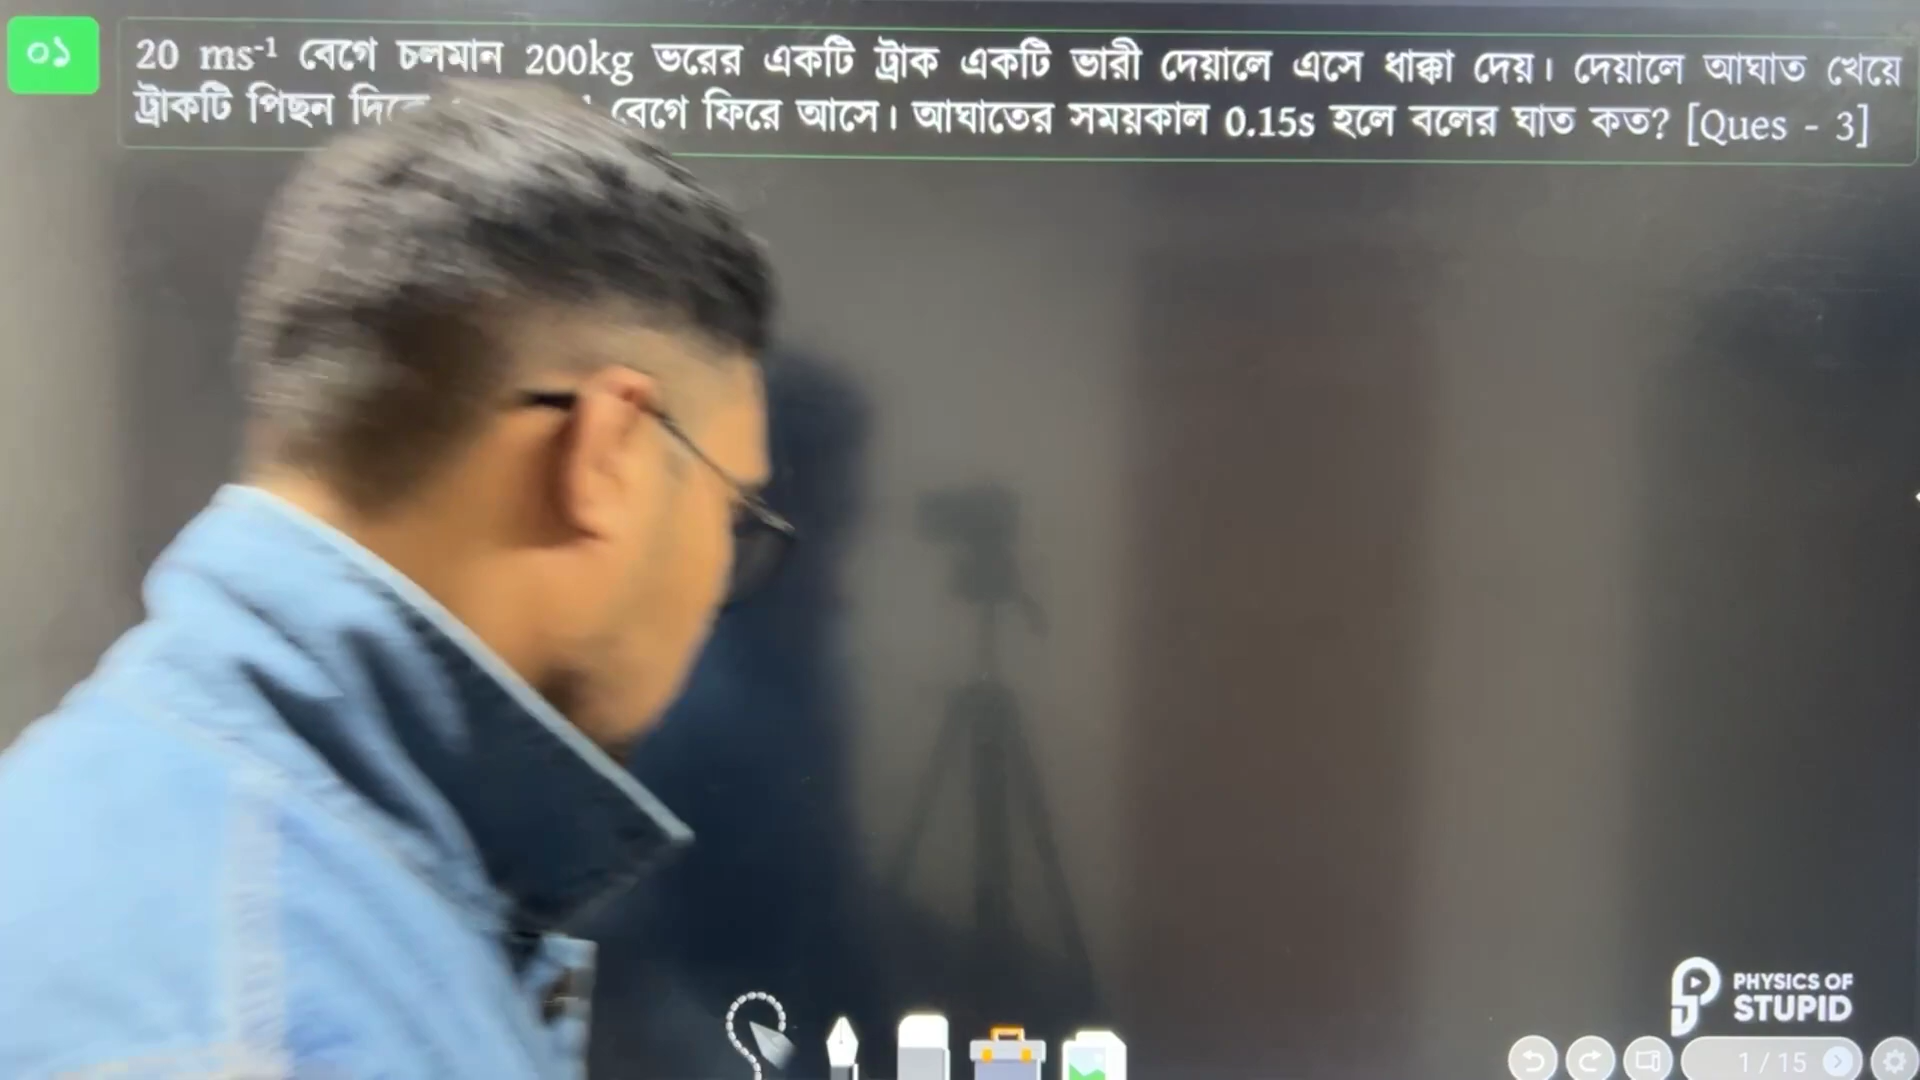 ০১
20 ms⁻¹ বেগে চলমান 200kg ভরের একটি ট্রাক একটি ভারী দেয়ালে এসে ধাক্কা দেয়। দেয়ালে আঘাত খেয়ে
ট্রাকটি পিছন বেগে ফিরে আসে। আঘাতের সময়কাল 0.15s হলে বলের ঘাত কত? [Ques - 3]
PHYSICS OF
STUPID
1 / 15